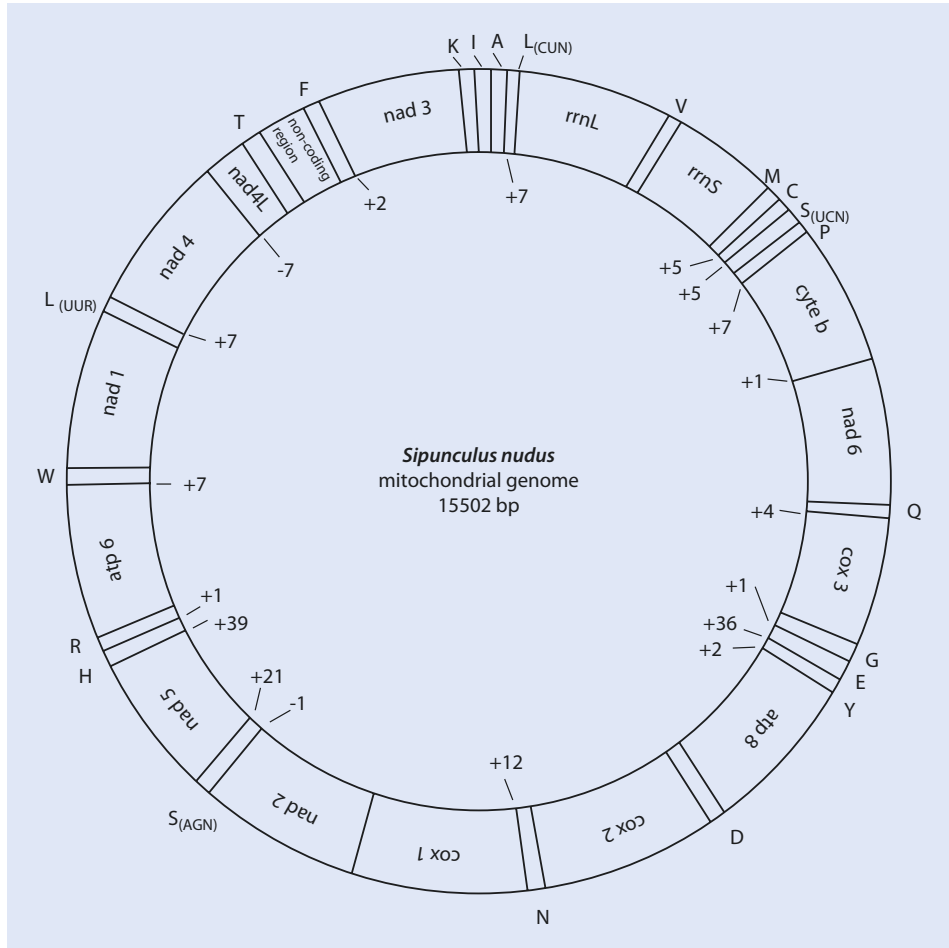 K
I
A
L(CUN)
rrnL
V
rrnS
M
C
S(UCN)
P
cyte b
nad 6
Q
cox 3
G
E
Y
atp 8
D
cox 2
N
cox 1
nad 2
S(AGN)
nad 5
H
R
atp 6
W
nad 1
L (UUR)
nad 4
nad4L
T
non-coding
region
F
nad 3
+2
+7
+5
+5
+7
+1
+4
+1
+36
+2
+12
-1
+21
+39
+1
+7
+7
-7
Sipunculus nudus
mitochondrial genome
15502 bp